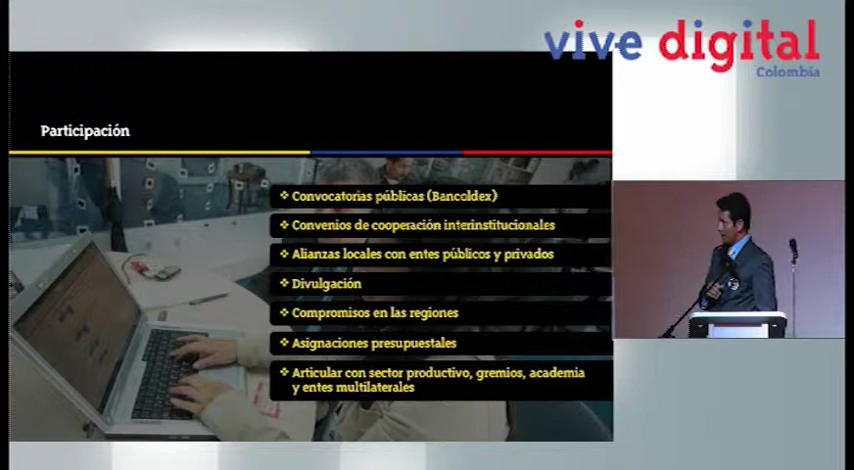 vive digital
Colombia
Participación
❖ Convocatorias públicas (Bancoldex)
❖ Convenios de cooperación interinstitucionales
❖ Alianzas locales con entes públicos y privados
❖ Divulgación
❖ Compromisos en las regiones
❖ Asignaciones presupuestales
❖ Articular con sector productivo, gremios, academia
y entes multilaterales